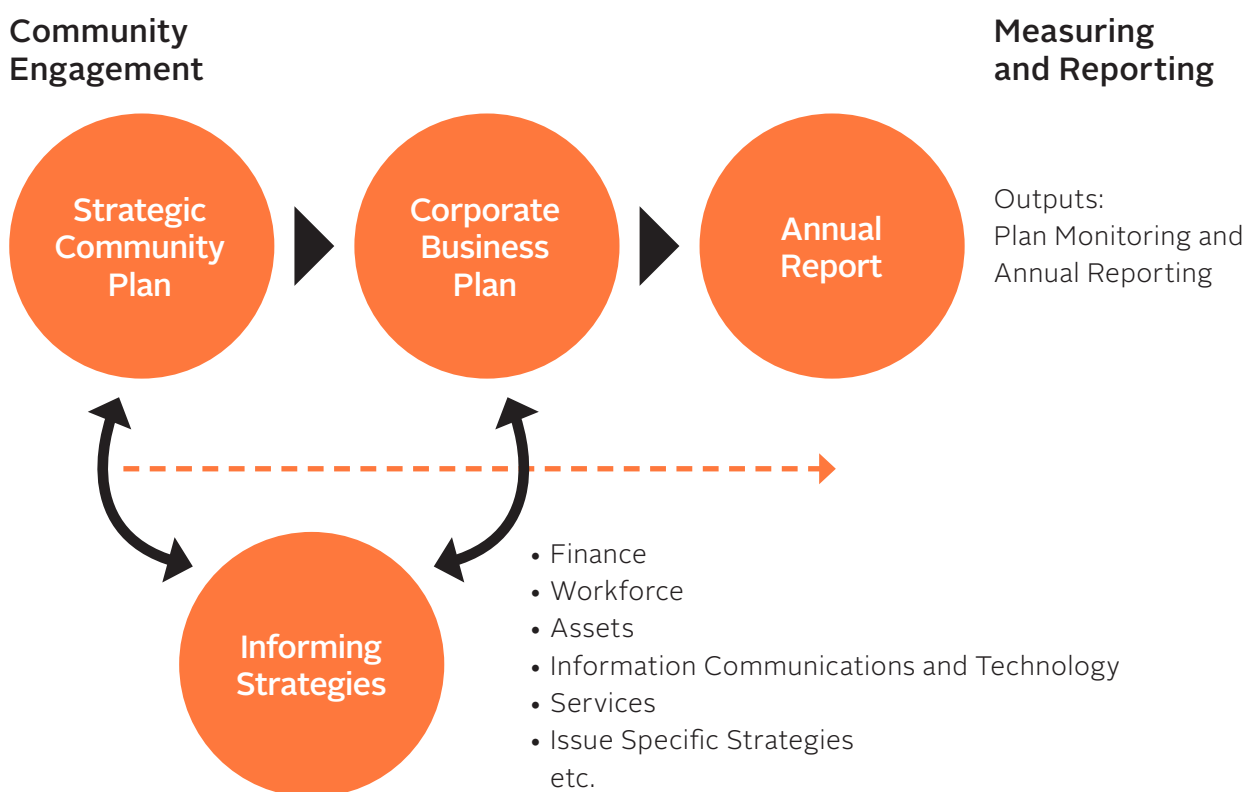 Community
Engagement
Measuring
and Reporting
Strategic
Community
Plan
Corporate
Business
Plan
Annual
Report
Outputs:
Plan Monitoring and
Annual Reporting
Informing
Strategies
• Finance
• Workforce
• Assets
• Information Communications and Technology
• Services
• Issue Specific Strategies
etc.